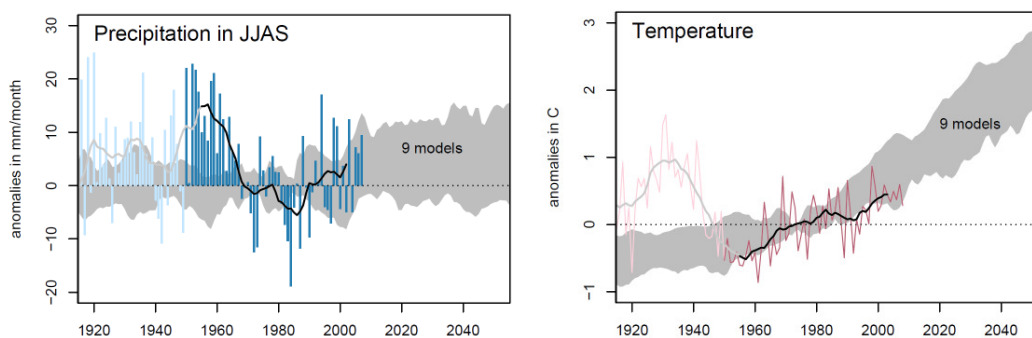 Precipitation in JJAS
anomalies in mm/month
30
20
10
0
-10
-20
9 models
1920 1940 1960 1980 2000 2020 2040
Temperature
anomalies in C
3
2
1
0
-1
9 models
1920 1940 1960 1980 2000 2020 2040